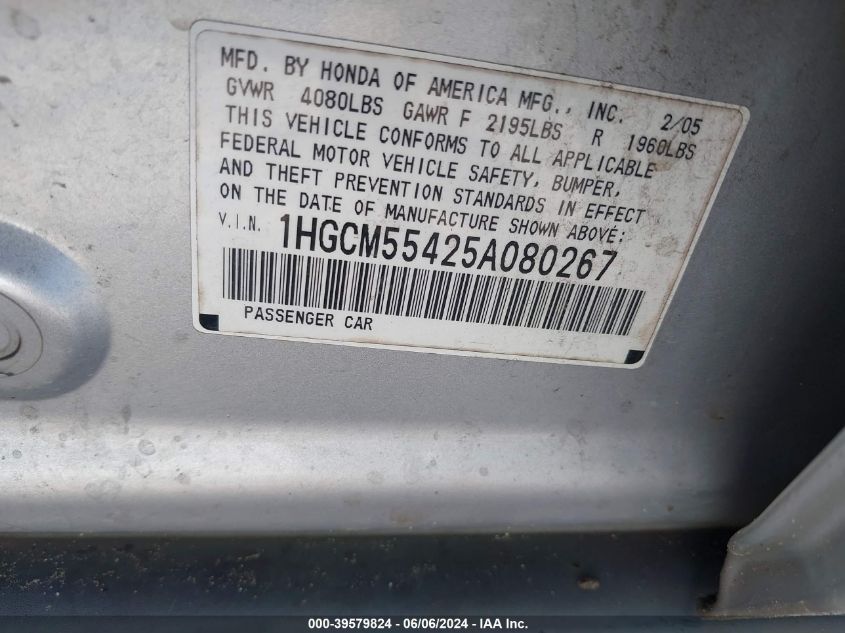 MFD. BY HONDA OF AMERICA MFG., INC. 2/05
GVWR 4080LBS GAWR F 2195LBS R 1960LBS
THIS VEHICLE CONFORMS TO ALL APPLICABLE
FEDERAL MOTOR VEHICLE SAFETY, BUMPER,
AND THEFT PREVENTION STANDARDS IN EFFECT
ON THE DATE OF MANUFACTURE SHOWN ABOVE:
V.I.N. 1HGCM55425A080267
PASSENGER CAR
000-39579824 - 06/06/2024 - IAA Inc.